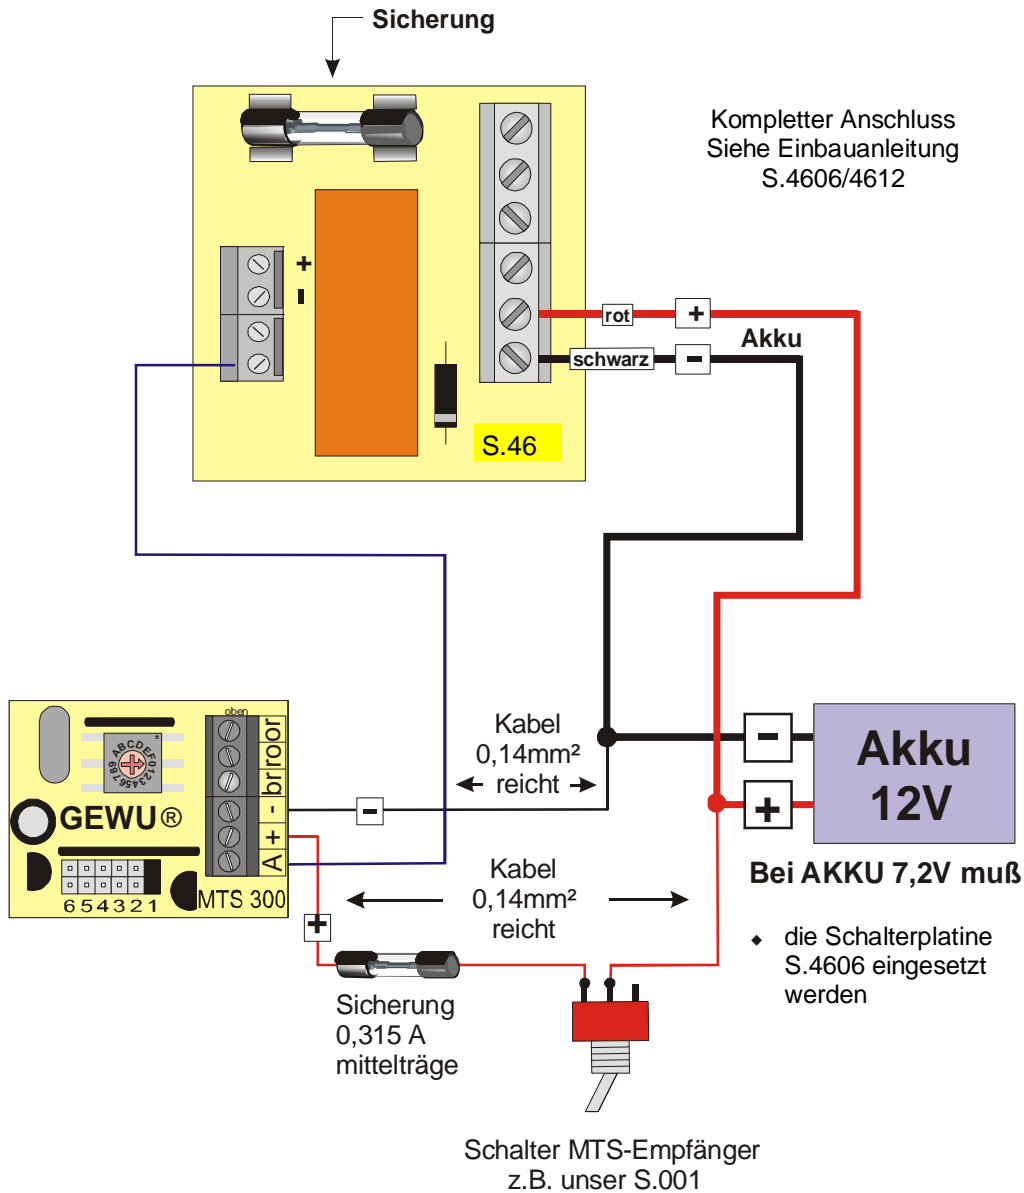 Sicherung
Kompletter Anschluss
Siehe Einbauanleitung
S.4606/4612
+
-
rot
+
Akku
schwarz
-
S.46
oben
br ro or
GEWU®
A + -
ABCDEF0123456789
654321
MTS 300
-
+
Kabel
0,14mm²
reicht
-
+
Akku
12V
Bei AKKU 7,2V muß
◆ die Schalterplatine
S.4606 eingesetzt
werden
Kabel
0,14mm²
reicht
Sicherung
0,315 A
mittelträge
Schalter MTS-Empfänger
z.B. unser S.001